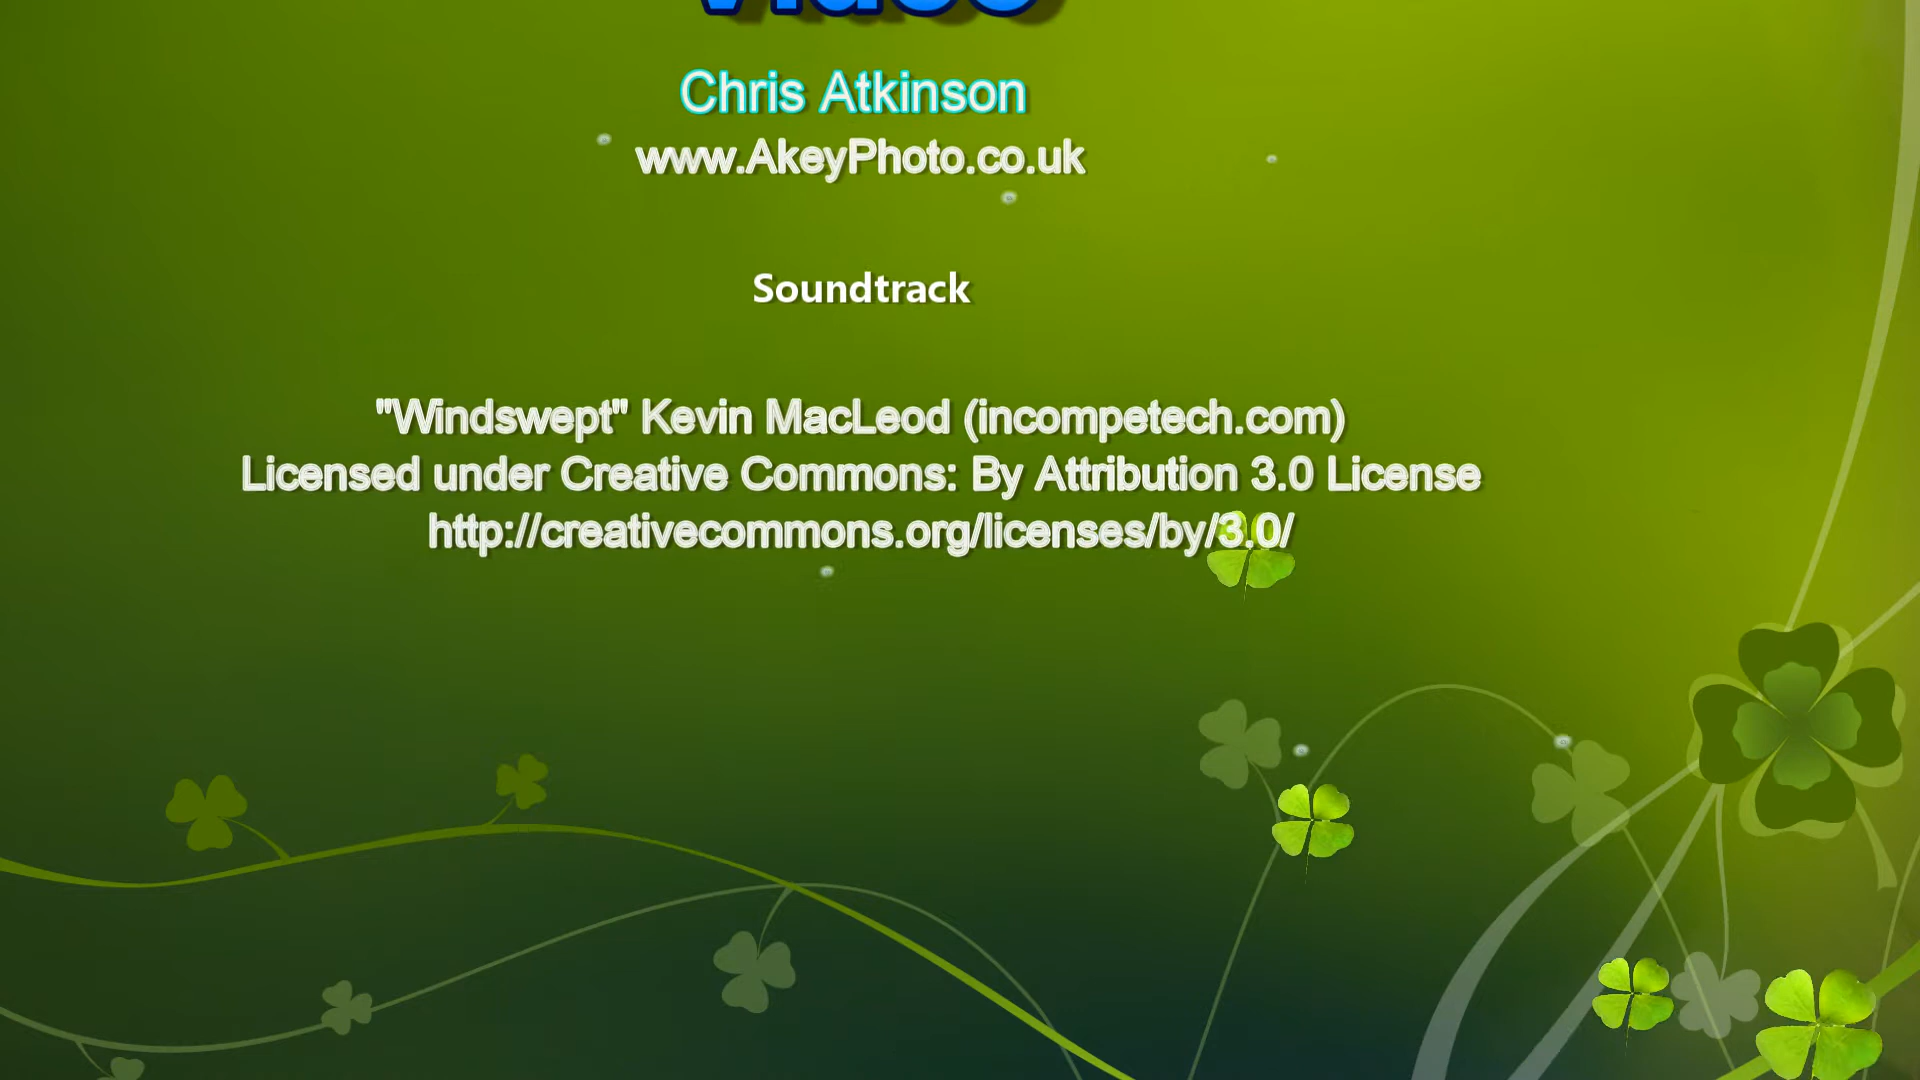 Video
Chris Atkinson
www.AkeyPhoto.co.uk
Soundtrack
"Windswept" Kevin MacLeod (incompetech.com)
Licensed under Creative Commons: By Attribution 3.0 License
http://creativecommons.org/licenses/by/3.0/